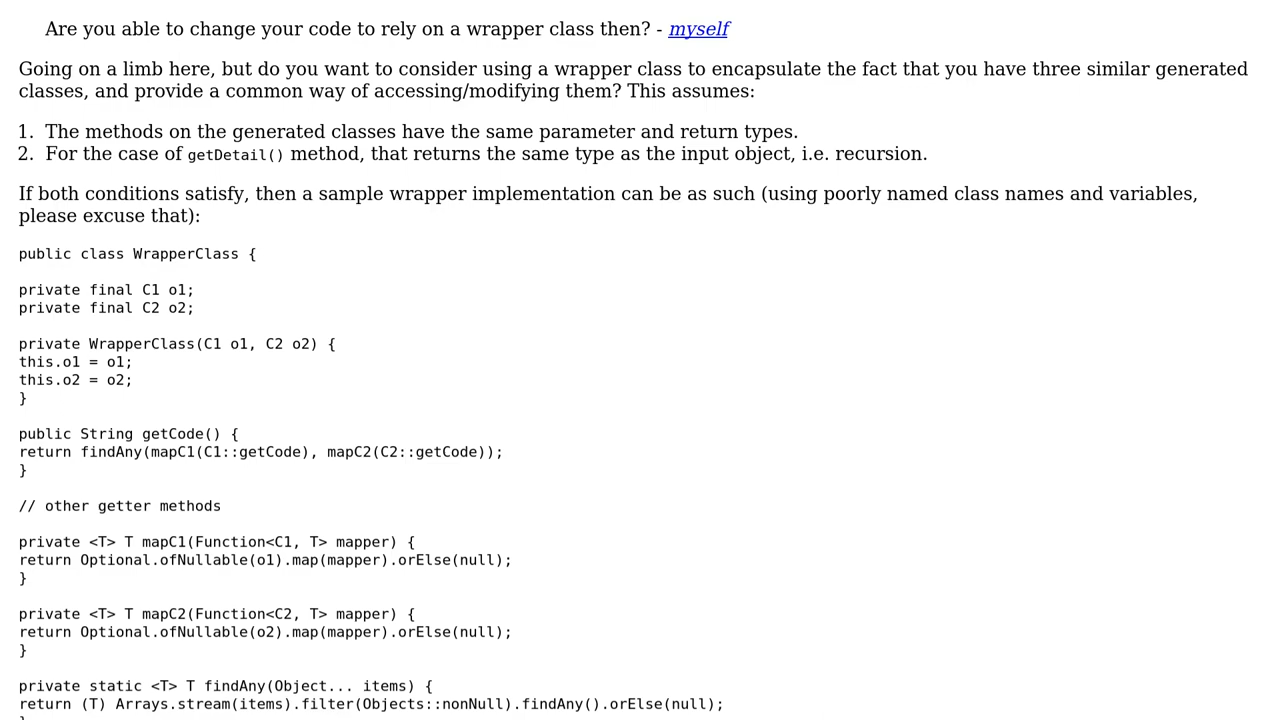 Are you able to change your code to rely on a wrapper class then? - myself
Going on a limb here, but do you want to consider using a wrapper class to encapsulate the fact that you have three similar generated
classes, and provide a common way of accessing/modifying them? This assumes:
1. The methods on the generated classes have the same parameter and return types.
2. For the case of getDetail() method, that returns the same type as the input object, i.e. recursion.
If both conditions satisfy, then a sample wrapper implementation can be as such (using poorly named class names and variables,
please excuse that):
public class WrapperClass {
private final C1 o1;
private final C2 o2;
private WrapperClass(C1 o1, C2 o2) {
this.o1 = o1;
this.o2 = o2;
}
public String getCode() {
return findAny(mapC1(C1::getCode), mapC2(C2::getCode));
}
// other getter methods
private <T> T mapC1(Function<C1, T> mapper) {
return Optional.ofNullable(o1).map(mapper).orElse(null);
}
private <T> T mapC2(Function<C2, T> mapper) {
return Optional.ofNullable(o2).map(mapper).orElse(null);
}
private static <T> T findAny(Object... items) {
return (T) Arrays.stream(items).filter(Objects::nonNull).findAny().orElse(null);
}